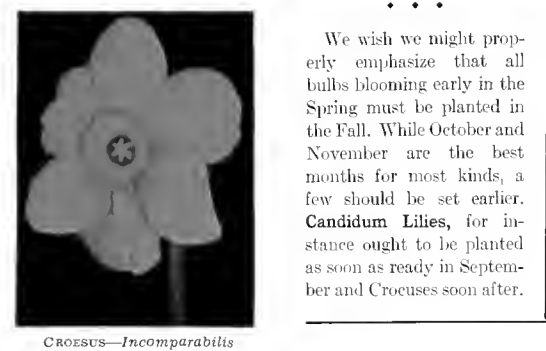 We wish we might prop-
erly emphasize that all
bulbs blooming early in the
Spring must be planted in
the Fall. While October and
November are the best
months for most kinds, a
few should be set earlier.
Candidum Lilies, for in-
stance ought to be planted
as soon as ready in Septem-
ber and Crocuses soon after.
CROESUS—Incomparabilis